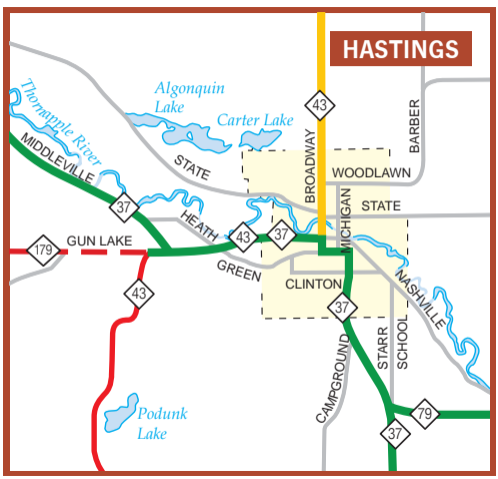 HASTINGS
Algonquin
Lake
Carter Lake
Thornapple River
43
BARBER
BROADWAY
MIDDLEVILLE
STATE
WOODLAWN
MICHIGAN
STATE
37
HEATH
43
37
179
GUN LAKE
GREEN
NASHVILLE
CLINTON
43
37
CAMPGROUND
STARR
SCHOOL
Podunk
Lake
79
37